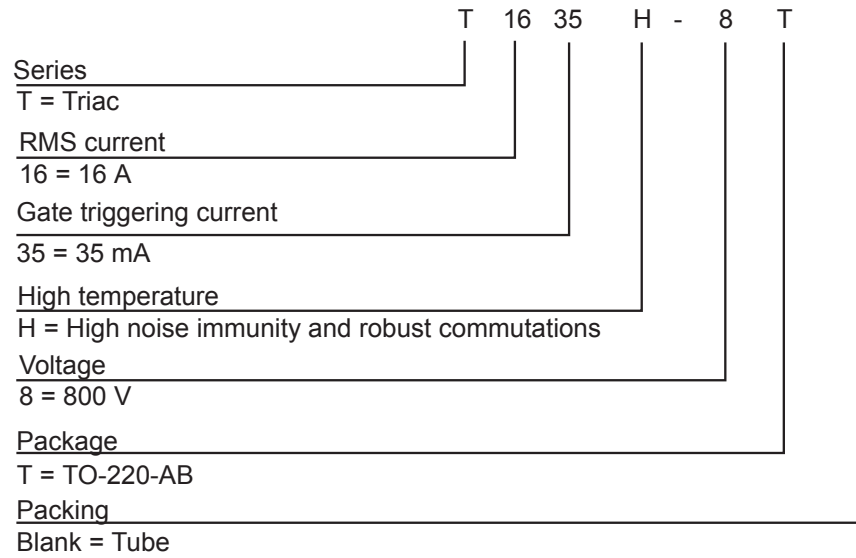 T 16 35 H - 8 T
Series
T = Triac
RMS current
16 = 16 A
Gate triggering current
35 = 35 mA
High temperature
H = High noise immunity and robust commutations
Voltage
8 = 800 V
Package
T = TO-220-AB
Packing
Blank = Tube